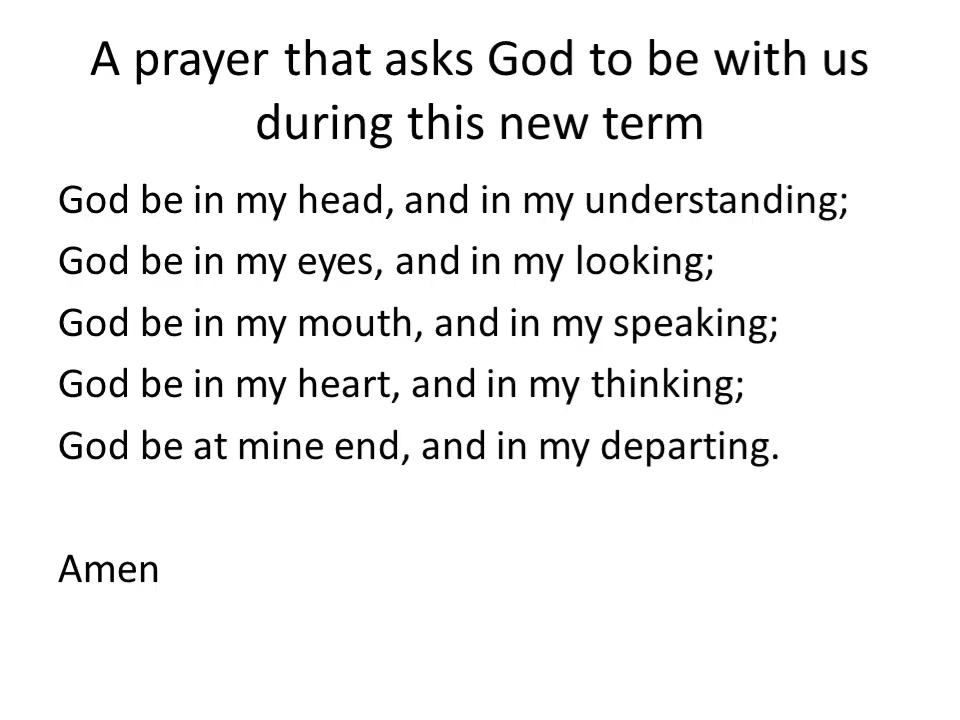 A prayer that asks God to be with us
during this new term
God be in my head, and in my understanding;
God be in my eyes, and in my looking;
God be in my mouth, and in my speaking;
God be in my heart, and in my thinking;
God be at mine end, and in my departing.
Amen